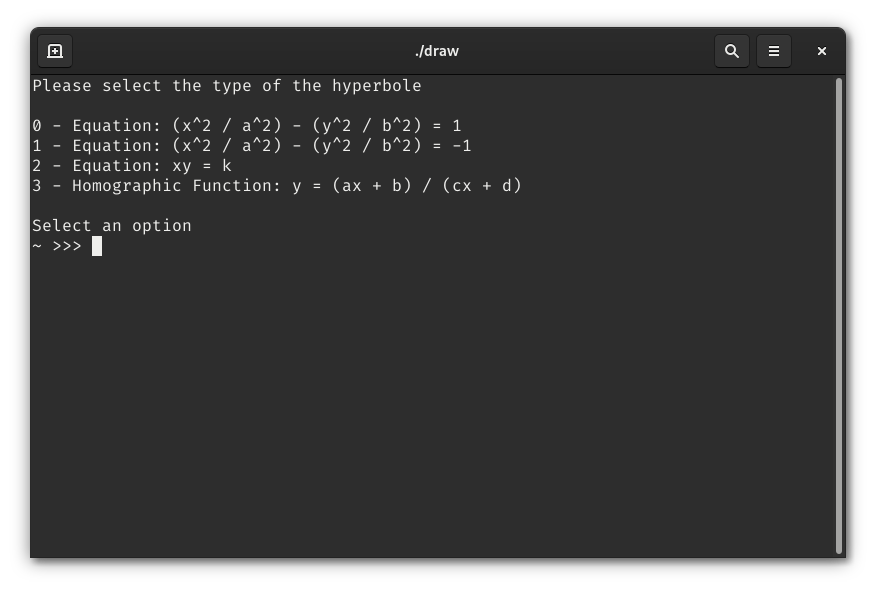 ./draw
Please select the type of the hyperbole
0 - Equation: (x^2 / a^2) - (y^2 / b^2) = 1
1 - Equation: (x^2 / a^2) - (y^2 / b^2) = -1
2 - Equation: xy = k
3 - Homographic Function: y = (ax + b) / (cx + d)
Select an option
~ >>>